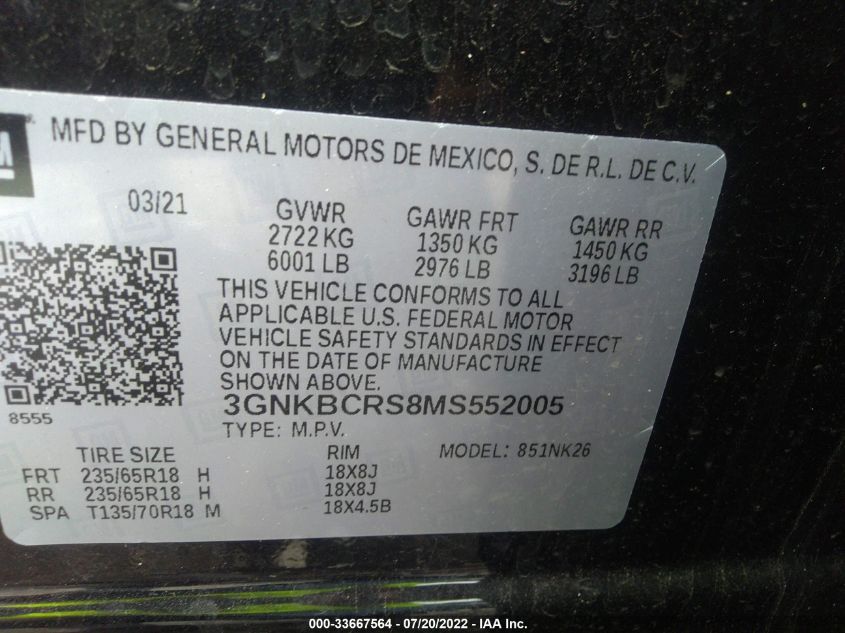 GM
MFD BY GENERAL MOTORS DE MEXICO, S. DE R.L. DE C.V.
03/21
GVWR
2722 KG
6001 LB
GAWR FRT
1350 KG
2976 LB
GAWR RR
1450 KG
3196 LB
THIS VEHICLE CONFORMS TO ALL
APPLICABLE U.S. FEDERAL MOTOR
VEHICLE SAFETY STANDARDS IN EFFECT
ON THE DATE OF MANUFACTURE
SHOWN ABOVE.
8555
3GNKBCRS8MS552005
TYPE: M.P.V.
MODEL: 851NK26
TIRE SIZE RIM
FRT 235/65R18 H 18X8J
RR 235/65R18 H 18X8J
SPA T135/70R18 M 18X4.5B
000-33667564 - 07/20/2022 - IAA Inc.